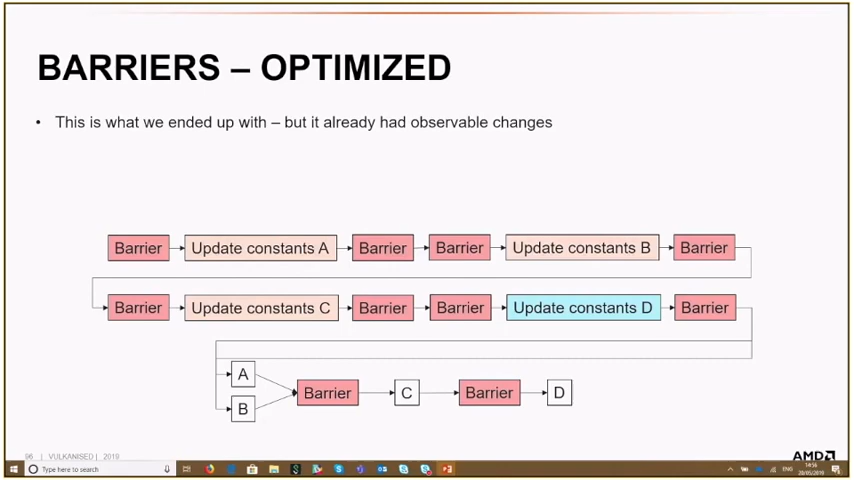 BARRIERS – OPTIMIZED
• This is what we ended up with – but it already had observable changes
Barrier Update constants A Barrier Barrier Update constants B Barrier
Barrier Update constants C Barrier Barrier Update constants D Barrier
A
Barrier C Barrier D
B
96 | VULKANISED | 2019
AMD
Type here to search
ENG
14:56
20/05/2019